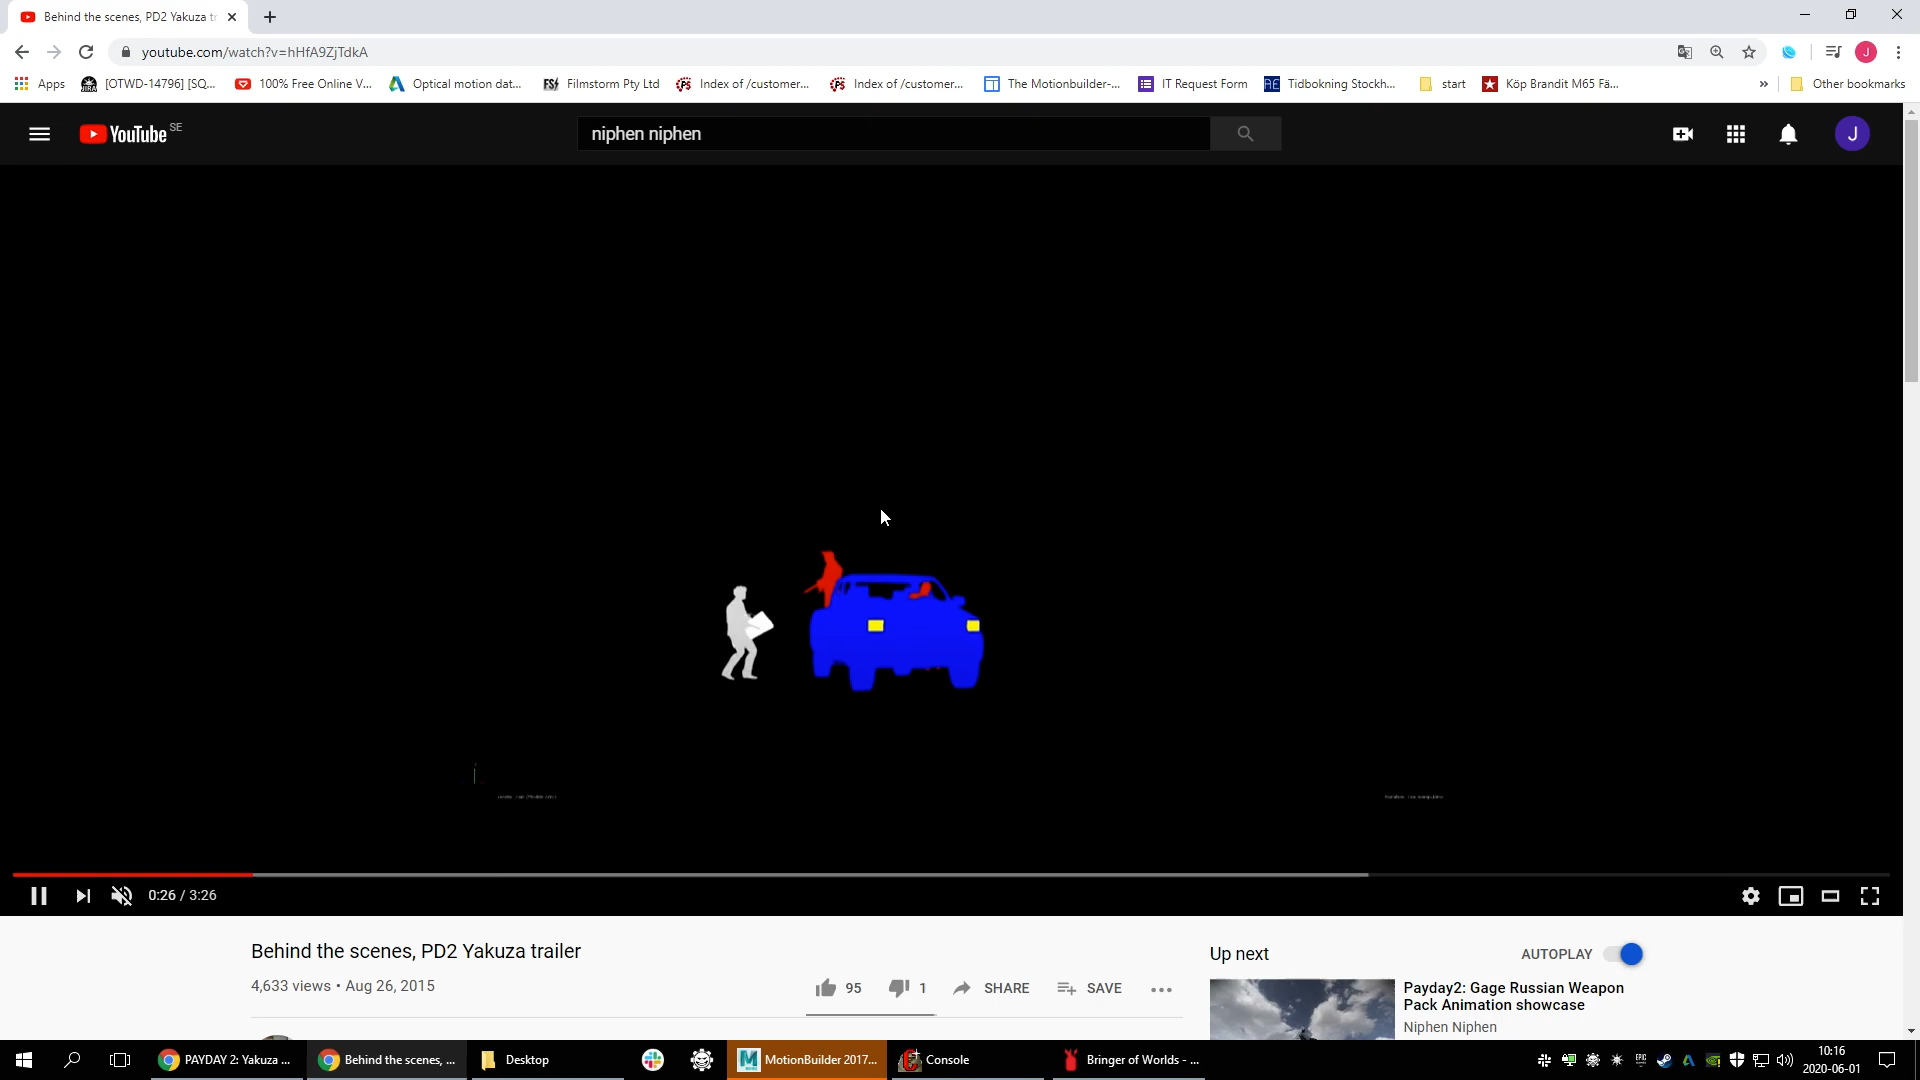 Behind the scenes, PD2 Yakuza tr
youtube.com/watch?v=hHfA9ZjTdkA
J
Apps
[OTWD-14796] [SQ...
100% Free Online V...
Optical motion dat...
Filmstorm Pty Ltd
Index of /customer...
Index of /customer...
The Motionbuilder-...
IT Request Form
Tidbokning Stockh...
start
Köp Brandit M65 Fä...
»
Other bookmarks
YouTube SE
niphen niphen
J
0:26 / 3:26
Behind the scenes, PD2 Yakuza trailer
4,633 views • Aug 26, 2015
95
1
SHARE
SAVE
Up next
AUTOPLAY
Payday2: Gage Russian Weapon
Pack Animation showcase
Niphen Niphen
PAYDAY 2: Yakuza ...
Behind the scenes, ...
Desktop
MotionBuilder 2017...
Console
Bringer of Worlds - ...
10:16
2020-06-01